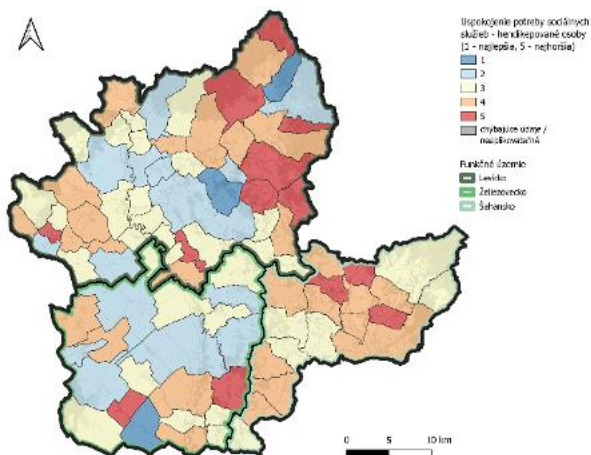 Uspokojenie potreby sociálnych
služieb - hendikepované osoby
(1 - najlepšia, 5 - najhoršia)
1
2
3
4
5
chýbajúce údaje /
neaplikovateľné
Funkčné územie
Levicko
Želiezovecko
Šahansko
0 5 10 km